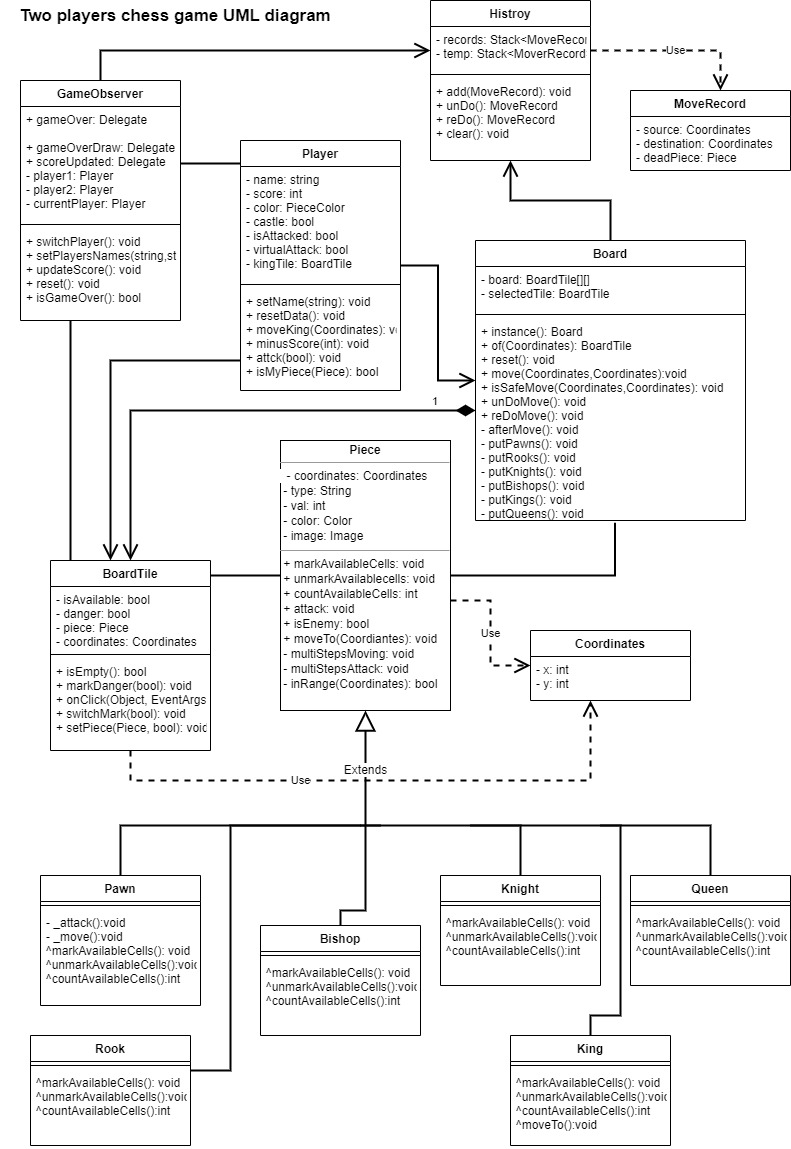 Two players chess game UML diagram
Histroy
- records: Stack<MoveRecor
- temp: Stack<MoverRecord
+ add(MoveRecord): void
+ unDo(): MoveRecord
+ reDo(): MoveRecord
+ clear(): void
Use
MoveRecord
- source: Coordinates
- destination: Coordinates
- deadPiece: Piece
GameObserver
+ gameOver: Delegate
+ gameOverDraw: Delegate
+ scoreUpdated: Delegate
- player1: Player
- player2: Player
- currentPlayer: Player
+ switchPlayer(): void
+ setPlayersNames(string,st
+ updateScore(): void
+ reset(): void
+ isGameOver(): bool
Player
- name: string
- score: int
- color: PieceColor
- castle: bool
- isAttacked: bool
- virtualAttack: bool
- kingTile: BoardTile
+ setName(string): void
+ resetData(): void
+ moveKing(Coordinates): v
+ minusScore(int): void
+ attck(bool): void
+ isMyPiece(Piece): bool
Board
- board: BoardTile[][]
- selectedTile: BoardTile
+ instance(): Board
+ of(Coordinates): BoardTile
+ reset(): void
+ move(Coordinates,Coordinates):void
+ isSafeMove(Coordinates,Coordinates): void
+ unDoMove(): void
+ reDoMove(): void
- afterMove(): void
- putPawns(): void
- putRooks(): void
- putKnights(): void
- putBishops(): void
- putKings(): void
- putQueens(): void
1
Piece
- coordinates: Coordinates
- type: String
- val: int
- color: Color
- image: Image
+ markAvailableCells: void
+ unmarkAvailablecells: void
+ countAvailableCells: int
+ attack: void
+ isEnemy: bool
+ moveTo(Coordiantes): void
- multiStepsMoving: void
- multiStepsAttack: void
- inRange(Coordinates): bool
BoardTile
- isAvailable: bool
- danger: bool
- piece: Piece
- coordinates: Coordinates
+ isEmpty(): bool
+ markDanger(bool): void
+ onClick(Object, EventArgs
+ switchMark(bool): void
+ setPiece(Piece, bool): void
Use
Coordinates
- x: int
- y: int
Use
Extends
Pawn
- _attack():void
- _move():void
^markAvailableCells(): void
^unmarkAvailableCells():void
^countAvailableCells():int
Bishop
^markAvailableCells(): void
^unmarkAvailableCells():void
^countAvailableCells():int
Knight
^markAvailableCells(): void
^unmarkAvailableCells():void
^countAvailableCells():int
Queen
^markAvailableCells(): void
^unmarkAvailableCells():void
^countAvailableCells():int
Rook
^markAvailableCells(): void
^unmarkAvailableCells():void
^countAvailableCells():int
King
^markAvailableCells(): void
^unmarkAvailableCells():void
^countAvailableCells():int
^moveTo():void